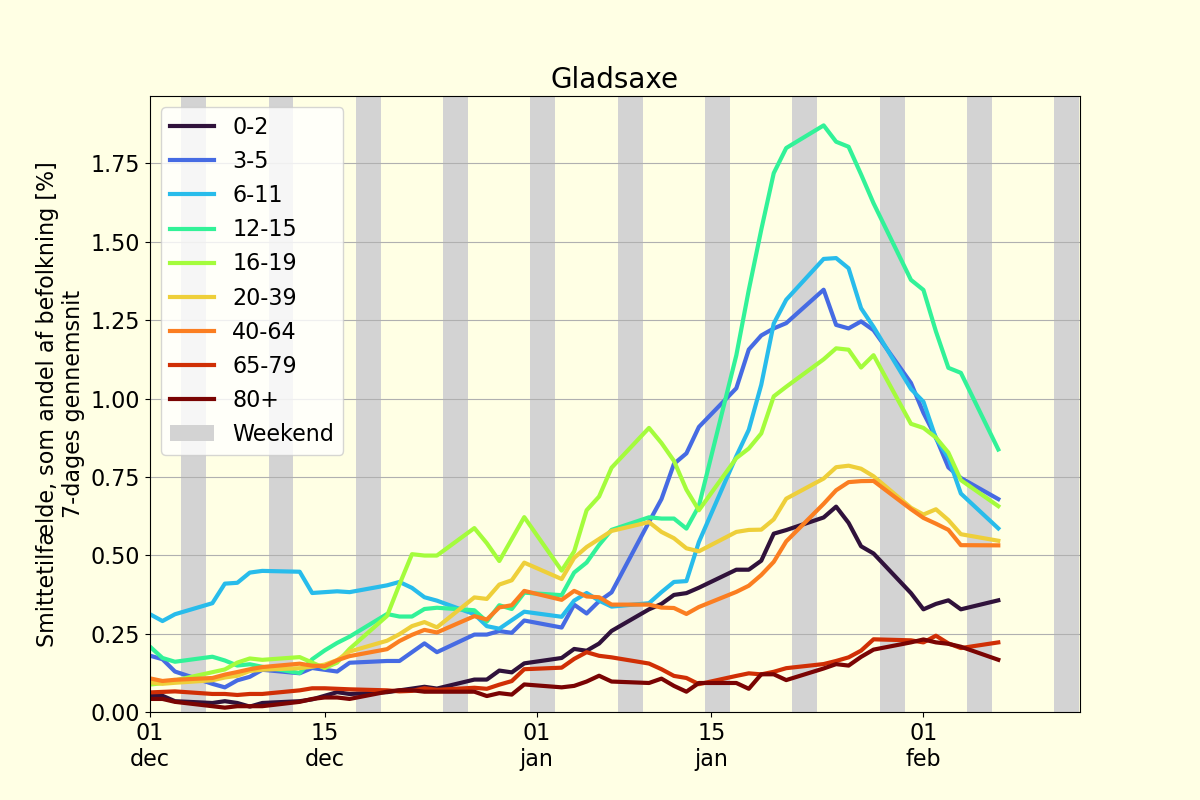 Gladsaxe
Smittetilfælde, som andel af befolkning [%]
7-dages gennemsnit
1.75
1.50
1.25
1.00
0.75
0.50
0.25
0.00
0-2
3-5
6-11
12-15
16-19
20-39
40-64
65-79
80+
Weekend
01
dec
15
dec
01
jan
15
jan
01
feb